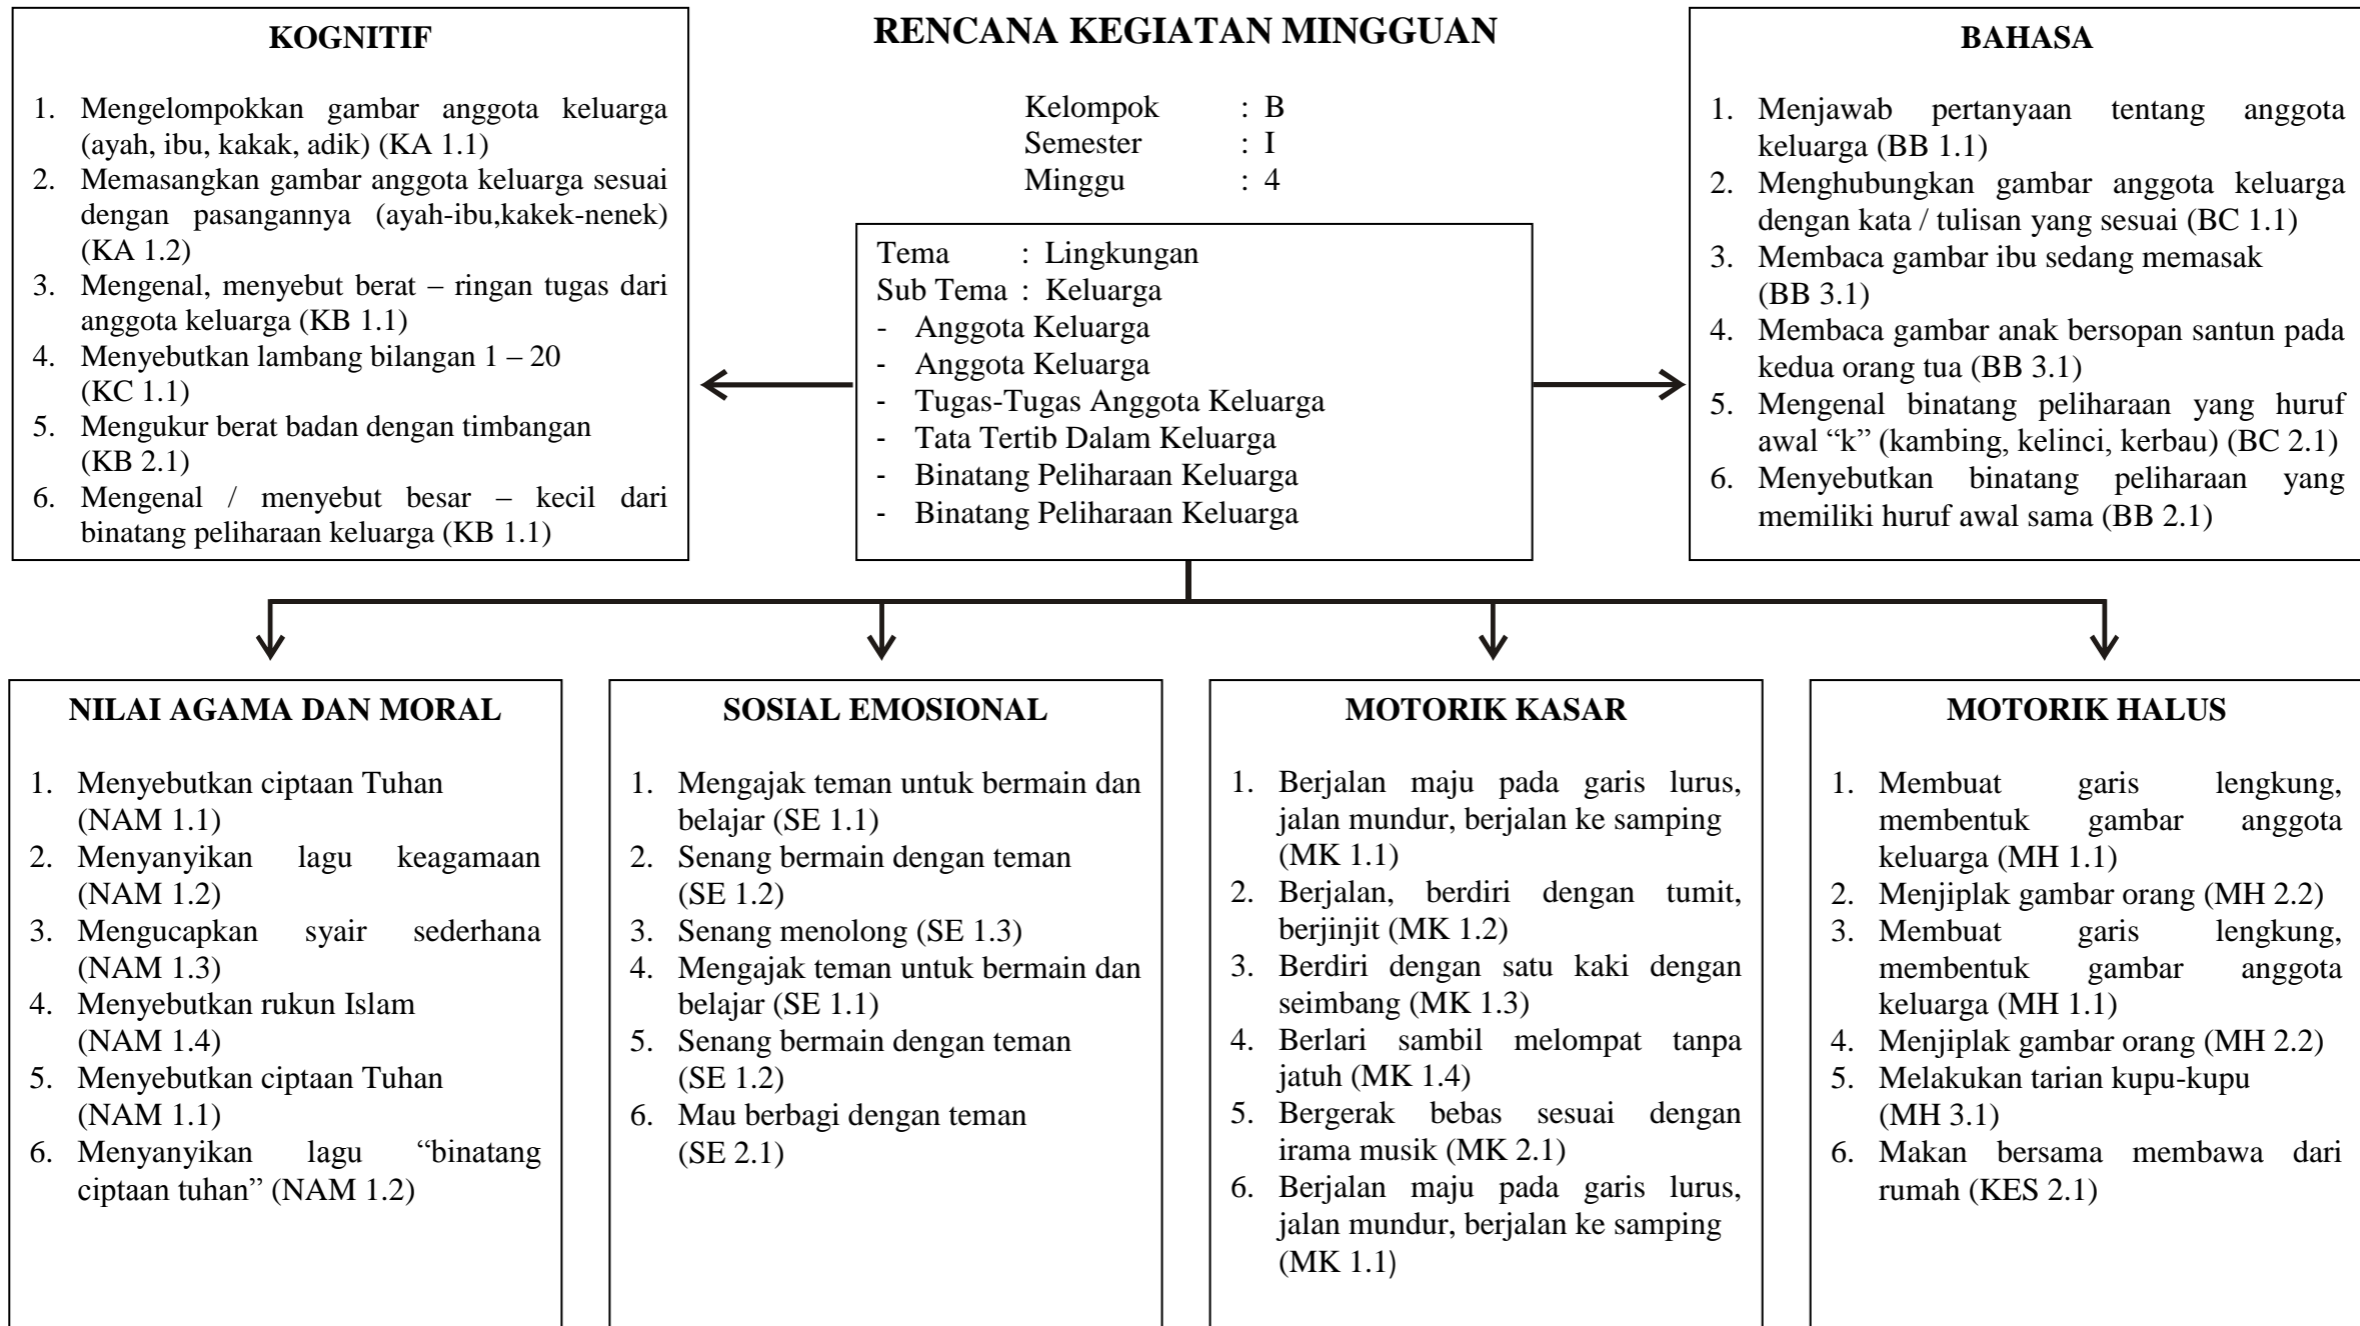 RENCANA KEGIATAN MINGGUAN
Kelompok : B
Semester : I
Minggu : 4
KOGNITIF
1. Mengelompokkan gambar anggota keluarga
(ayah, ibu, kakak, adik) (KA 1.1)
2. Memasangkan gambar anggota keluarga sesuai
dengan pasangannya (ayah-ibu,kakek-nenek)
(KA 1.2)
3. Mengenal, menyebut berat – ringan tugas dari
anggota keluarga (KB 1.1)
4. Menyebutkan lambang bilangan 1 – 20
(KC 1.1)
5. Mengukur berat badan dengan timbangan
(KB 2.1)
6. Mengenal / menyebut besar – kecil dari
binatang peliharaan keluarga (KB 1.1)
Tema : Lingkungan
Sub Tema : Keluarga
- Anggota Keluarga
- Anggota Keluarga
- Tugas-Tugas Anggota Keluarga
- Tata Tertib Dalam Keluarga
- Binatang Peliharaan Keluarga
- Binatang Peliharaan Keluarga
BAHASA
1. Menjawab pertanyaan tentang anggota
keluarga (BB 1.1)
2. Menghubungkan gambar anggota keluarga
dengan kata / tulisan yang sesuai (BC 1.1)
3. Membaca gambar ibu sedang memasak
(BB 3.1)
4. Membaca gambar anak bersopan santun pada
kedua orang tua (BB 3.1)
5. Mengenal binatang peliharaan yang huruf
awal “k” (kambing, kelinci, kerbau) (BC 2.1)
6. Menyebutkan binatang peliharaan yang
memiliki huruf awal sama (BB 2.1)
NILAI AGAMA DAN MORAL
1. Menyebutkan ciptaan Tuhan
(NAM 1.1)
2. Menyanyikan lagu keagamaan
(NAM 1.2)
3. Mengucapkan syair sederhana
(NAM 1.3)
4. Menyebutkan rukun Islam
(NAM 1.4)
5. Menyebutkan ciptaan Tuhan
(NAM 1.1)
6. Menyanyikan lagu “binatang
ciptaan tuhan” (NAM 1.2)
SOSIAL EMOSIONAL
1. Mengajak teman untuk bermain dan
belajar (SE 1.1)
2. Senang bermain dengan teman
(SE 1.2)
3. Senang menolong (SE 1.3)
4. Mengajak teman untuk bermain dan
belajar (SE 1.1)
5. Senang bermain dengan teman
(SE 1.2)
6. Mau berbagi dengan teman
(SE 2.1)
MOTORIK KASAR
1. Berjalan maju pada garis lurus,
jalan mundur, berjalan ke samping
(MK 1.1)
2. Berjalan, berdiri dengan tumit,
berjinjit (MK 1.2)
3. Berdiri dengan satu kaki dengan
seimbang (MK 1.3)
4. Berlari sambil melompat tanpa
jatuh (MK 1.4)
5. Bergerak bebas sesuai dengan
irama musik (MK 2.1)
6. Berjalan maju pada garis lurus,
jalan mundur, berjalan ke samping
(MK 1.1)
MOTORIK HALUS
1. Membuat garis lengkung,
membentuk gambar anggota
keluarga (MH 1.1)
2. Menjiplak gambar orang (MH 2.2)
3. Membuat garis lengkung,
membentuk gambar anggota
keluarga (MH 1.1)
4. Menjiplak gambar orang (MH 2.2)
5. Melakukan tarian kupu-kupu
(MH 3.1)
6. Makan bersama membawa dari
rumah (KES 2.1)